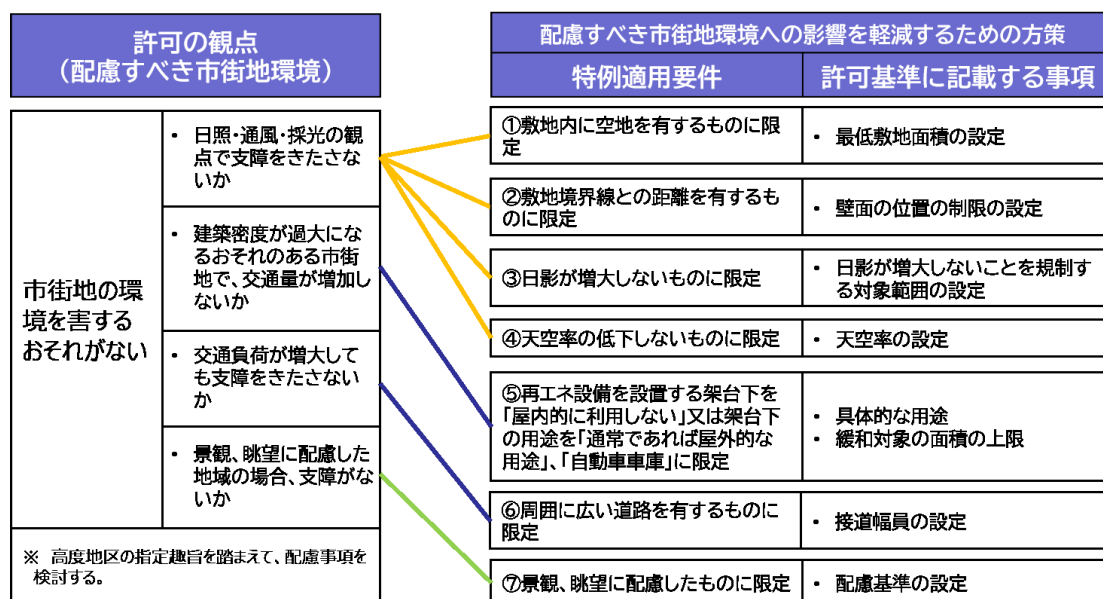 許可の観点
（配慮すべき市街地環境）
市街地の環
境を害する
おそれがない
• 日照・通風・採光の観
点で支障をきたさな
いか
• 建築密度が過大にな
るおそれのある市街
地で、交通量が増加し
ないか
• 交通負荷が増大して
も支障をきたさない
か
• 景観、眺望に配慮した
地域の場合、支障がな
いか
※ 高度地区の指定趣旨を踏まえて、配慮事項を
検討する。
配慮すべき市街地環境への影響を軽減するための方策
特例適用要件
許可基準に記載する事項
①敷地内に空地を有するものに限
定
• 最低敷地面積の設定
②敷地境界線との距離を有するも
のに限定
• 壁面の位置の制限の設定
③日影が増大しないものに限定
• 日影が増大しないことを規制す
る対象範囲の設定
④天空率の低下しないものに限定
• 天空率の設定
⑤再エネ設備を設置する架台下を
「屋内的に利用しない」又は架台下
の用途を「通常であれば屋外的な
用途」、「自動車車庫」に限定
• 具体的な用途
• 緩和対象の面積の上限
⑥周囲に広い道路を有するものに
限定
• 接道幅員の設定
⑦景観、眺望に配慮したものに限定
• 配慮基準の設定